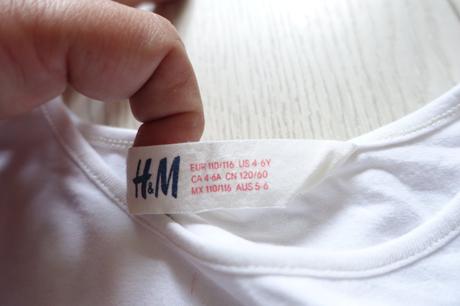 H&M
EUR 110/116 US 4-6Y
CA 4-6A CN 120/60
MX 110/116 AUS 5-6